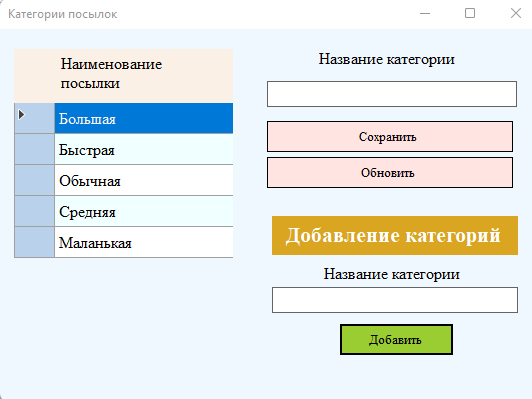 Категории посылок
Наименование
посылки
Большая
Быстрая
Обычная
Средняя
Маланькая
Название категории
Сохранить
Обновить
Добавление категорий
Название категории
Добавить